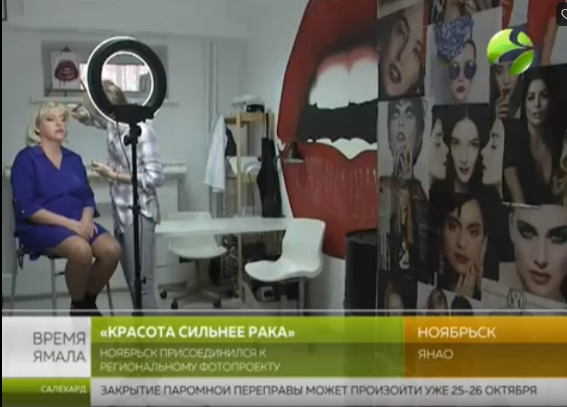 ВРЕМЯ
ЯМАЛА
«КРАСОТА СИЛЬНЕЕ РАКА»
НОЯБРЬСК ПРИСОЕДИНИЛСЯ К
РЕГИОНАЛЬНОМУ ФОТОПРОЕКТУ
НОЯБРЬСК
ЯНАО
САЛЕХАРД
ЗАКРЫТИЕ ПАРОМНОЙ ПЕРЕПРАВЫ МОЖЕТ ПРОИЗОЙТИ УЖЕ 25-26 ОКТЯБРЯ